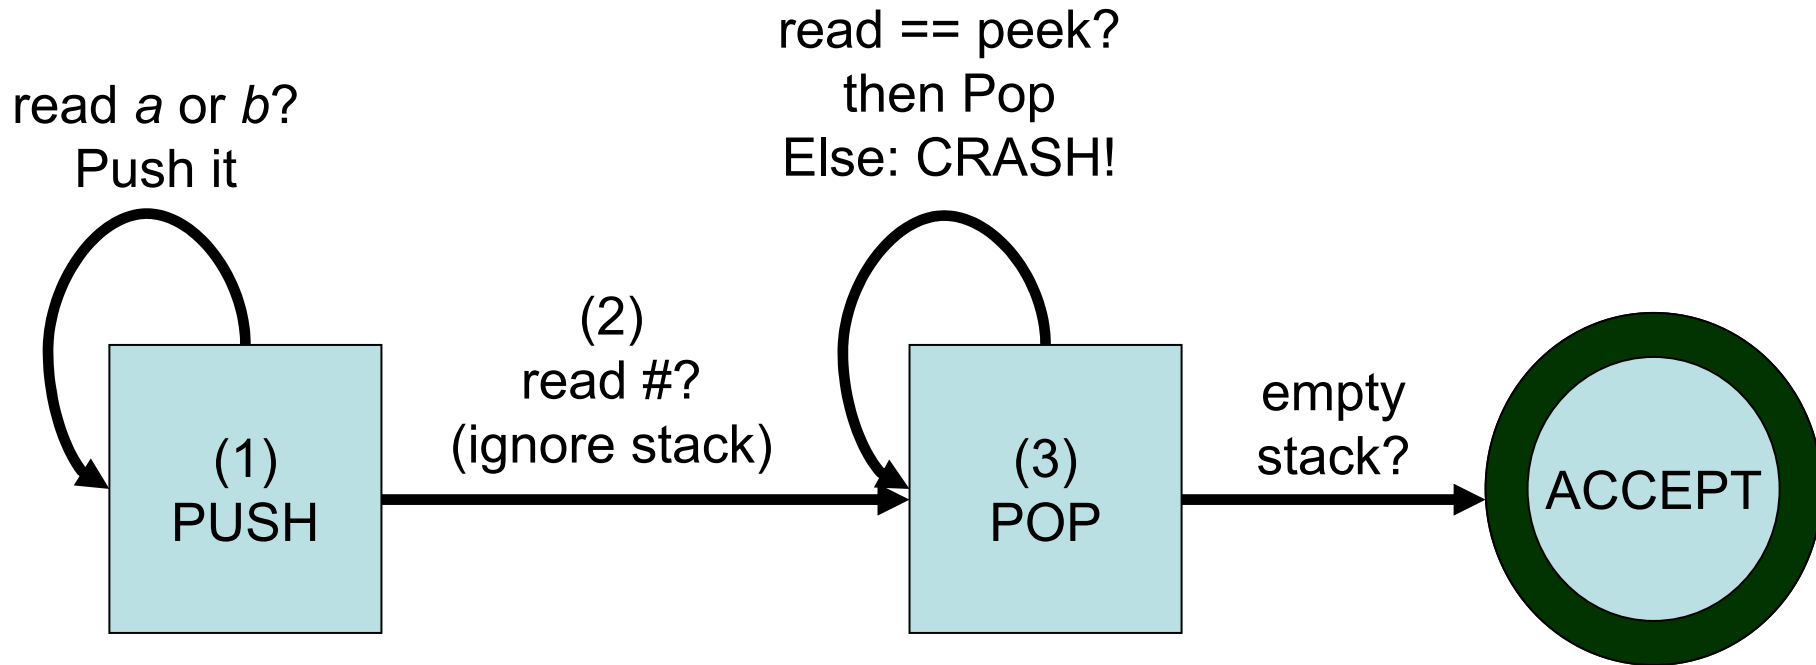 read a or b?
Push it
read == peek?
then Pop
Else: CRASH!
(2)
read #?
(ignore stack)
(1)
PUSH
(3)
POP
empty
stack?
ACCEPT